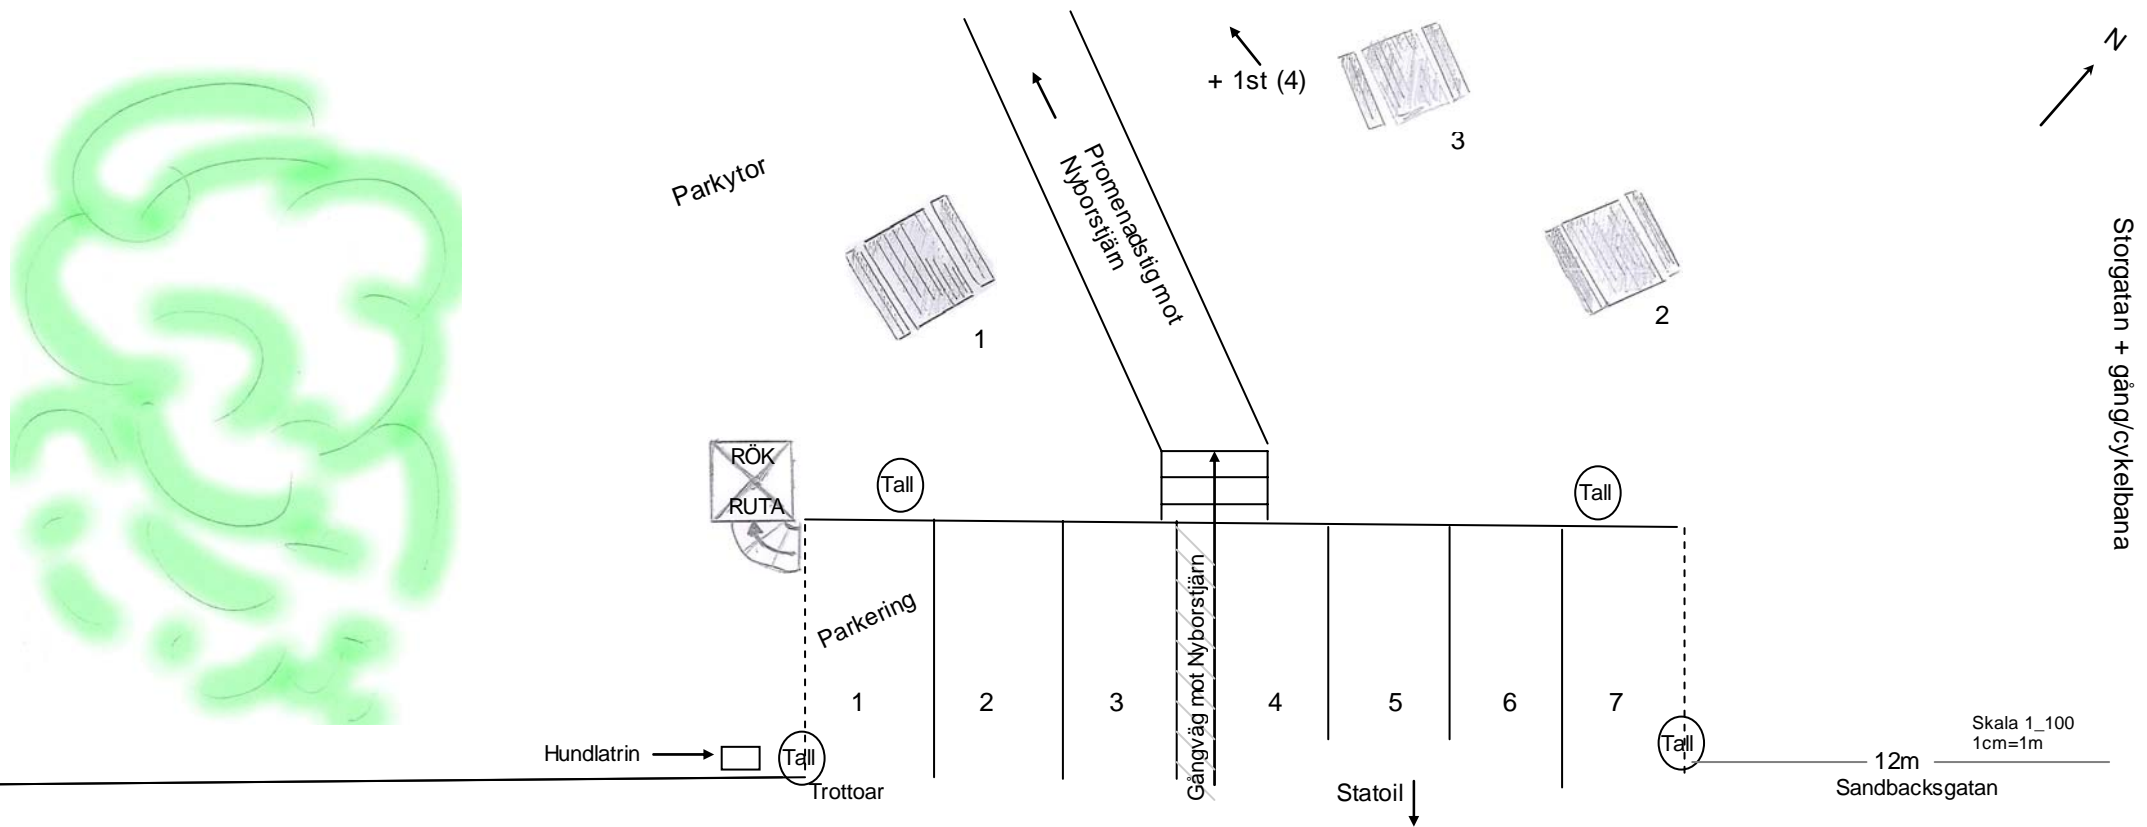 N
+ 1st (4)
3
Parkytor
Promenadstig mot
Nyborstjärn
1
2
Storgatan + gång/cykelbana
RÖK
RUTA
Tall
Tall
Parkering
Gångväg mot Nyborstjärn
1
2
3
4
5
6
7
Hundlatrin
Tall
Tall
Trottoar
Statoil
Skala 1_100
1cm=1m
12m
Sandbacksgatan